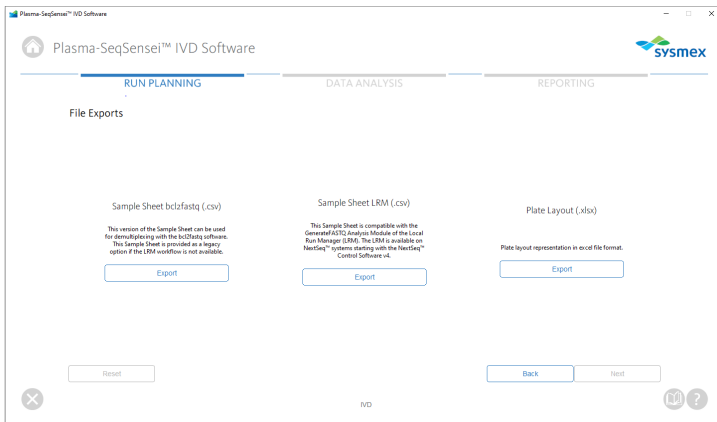 Plasma-SeqSensei™ IVD Software
Plasma-SeqSensei™ IVD Software
sysmex
RUN PLANNING
DATA ANALYSIS
REPORTING
File Exports
Sample Sheet bcl2fastq (.csv)
This version of the Sample Sheet can be used
for demultiplexing with the bcl2fastq software.
This Sample Sheet is provided as a legacy
option if the LRM workflow is not available.
Export
Sample Sheet LRM (.csv)
This Sample Sheet is compatible with the
GenerateFASTQ Analysis Module of the Local
Run Manager (LRM). The LRM is available on
NextSeq™ systems starting with the NextSeq™
Control Software v4.
Export
Plate Layout (.xlsx)
Plate layout representation in excel file format.
Export
Reset
Back
Next
IVD
?